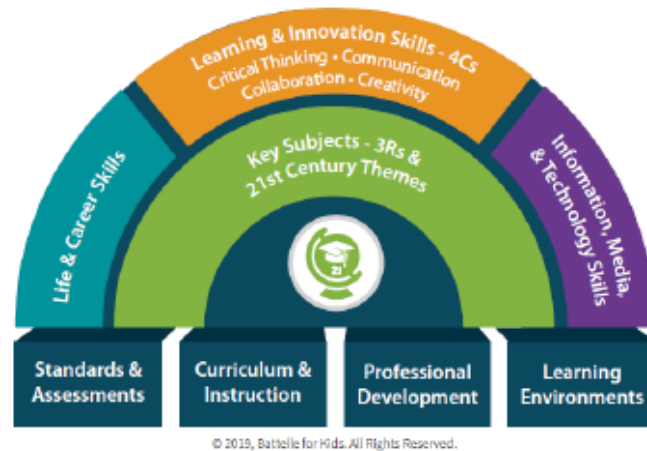 Learning & Innovation Skills - 4Cs
Critical Thinking • Communication
Collaboration • Creativity
Life & Career Skills
Key Subjects - 3Rs &
21st Century Themes
Information, Media,
& Technology Skills
21
Standards &
Assessments
Curriculum &
Instruction
Professional
Development
Learning
Environments
© 2019, Battelle for Kids. All Rights Reserved.